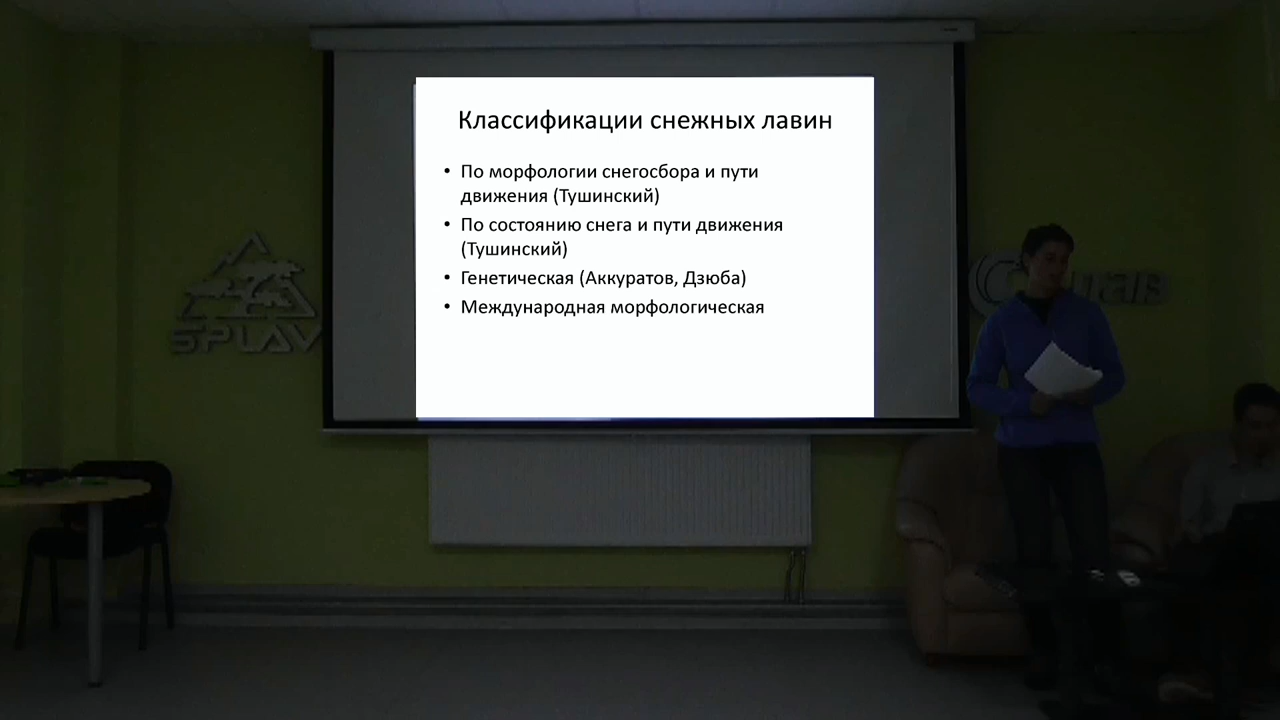 Классификации снежных лавин
• По морфологии снегосбора и пути
движения (Тушинский)
• По состоянию снега и пути движения
(Тушинский)
• Генетическая (Аккуратов, Дзюба)
• Международная морфологическая
SPLAV